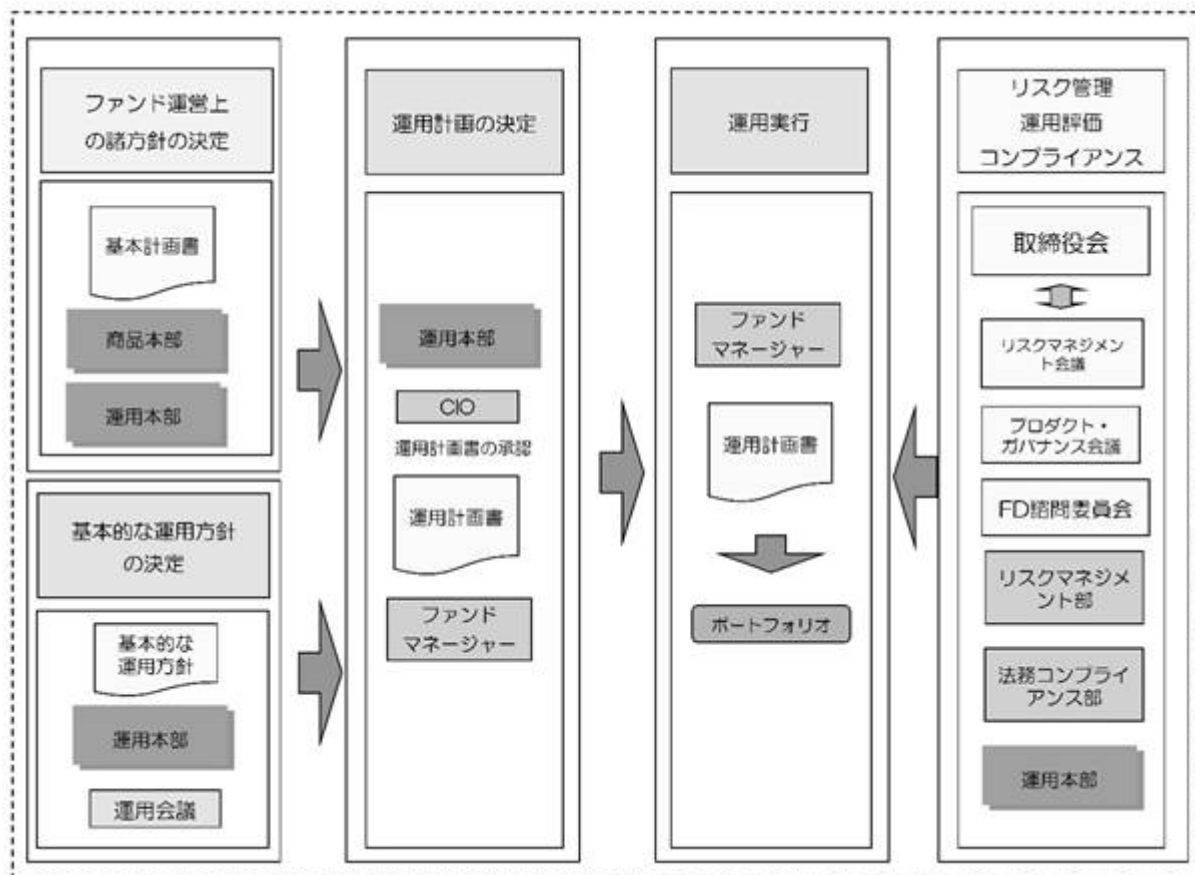 ファンド運営上
の諸方針の決定
基本計画書
商品本部
運用本部
基本的な運用方針
の決定
基本的な
運用方針
運用本部
運用会議
運用計画の決定
運用本部
CIO
運用計画書の承認
運用計画書
ファンド
マネージャー
運用実行
ファンド
マネージャー
運用計画書
ポートフォリオ
リスク管理
運用評価
コンプライアンス
取締役会
リスクマネジメン
ト会議
プロダクト・
ガバナンス会議
FD諮問委員会
リスクマネジメ
ント部
法務コンプライ
アンス部
運用本部